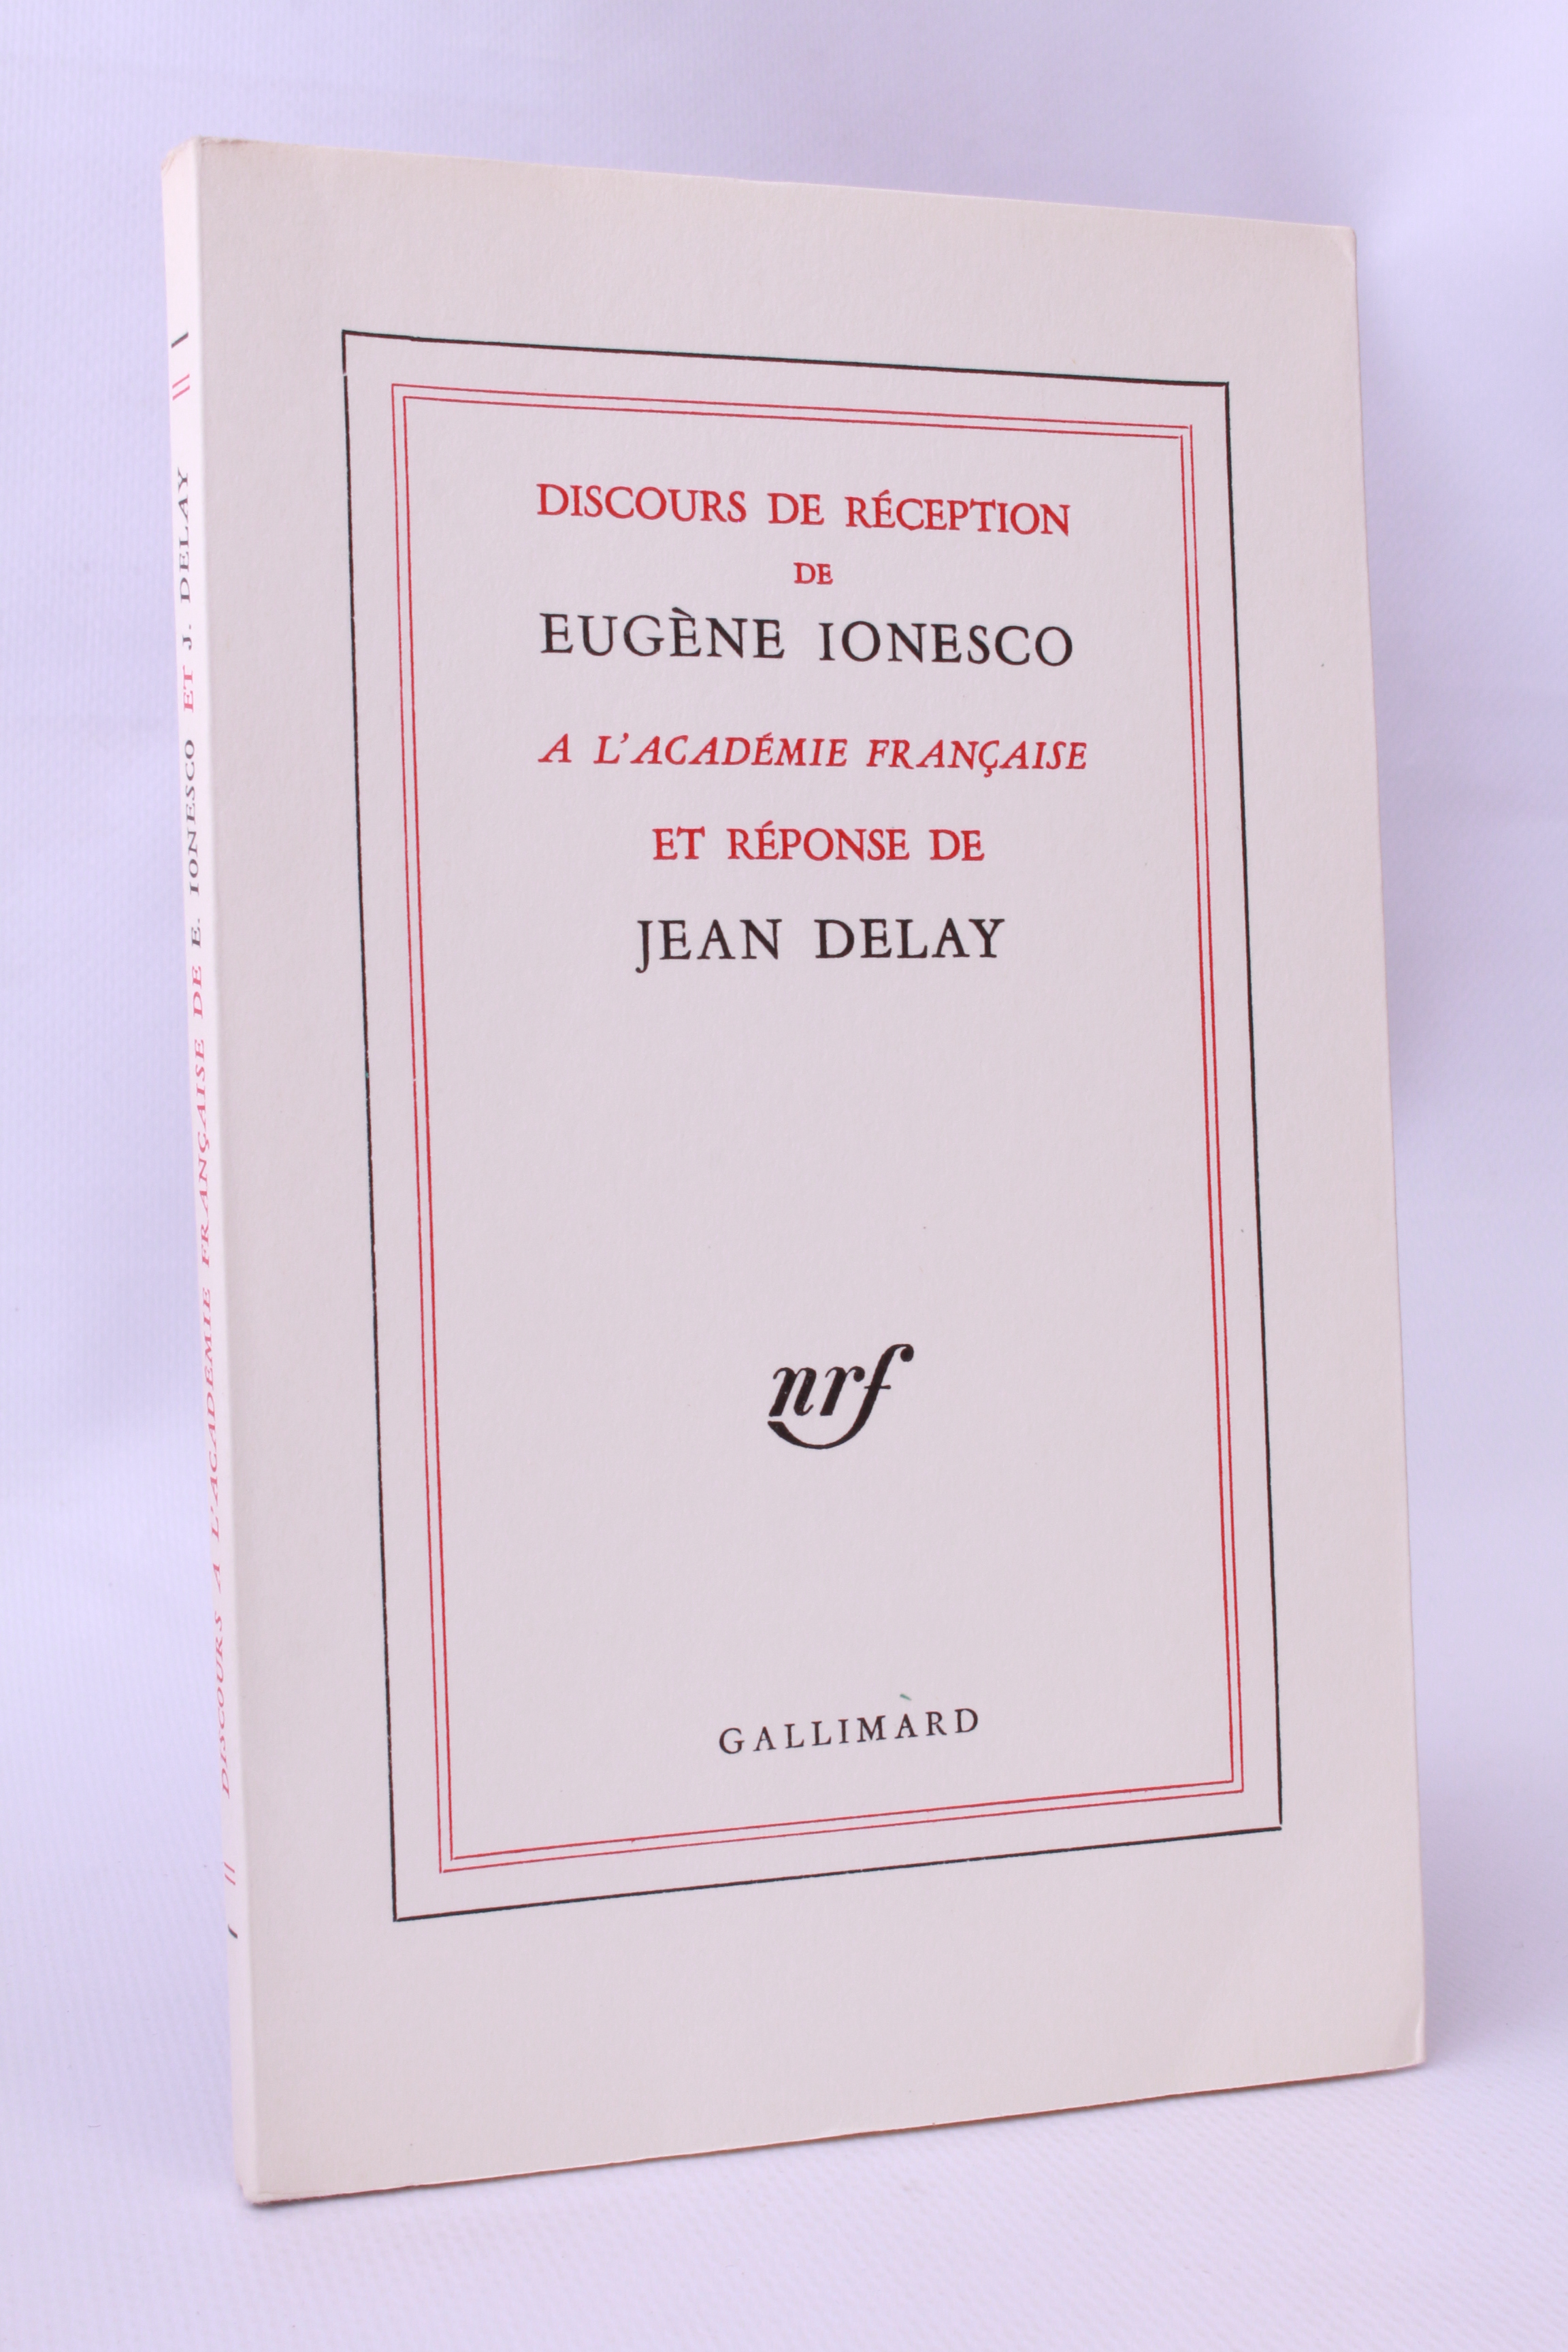 DISCOURS DE RÉCEPTION
DE
EUGÈNE IONESCO
A L'ACADÉMIE FRANÇAISE
ET RÉPONSE DE
JEAN DELAY
nrf
GALLIMARD
DISCOURS A L'ACADÉMIE FRANÇAISE DE E. IONESCO ET J. DELAY